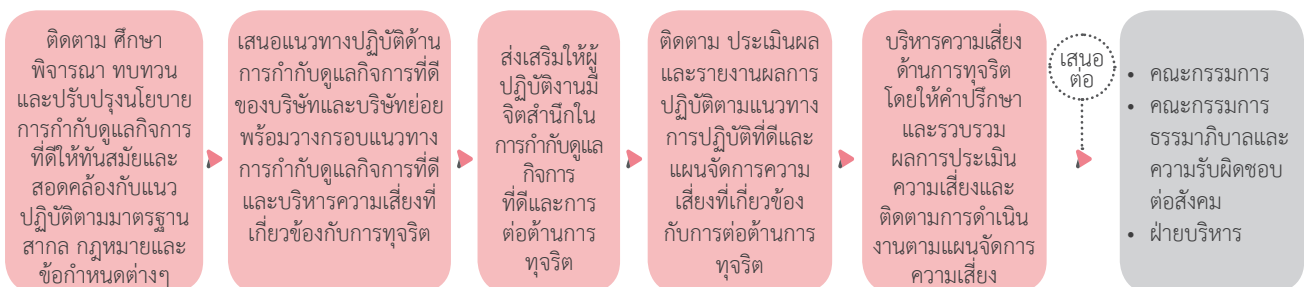 ติดตาม ศึกษา
พิจารณา ทบทวน
และปรับปรุงนโยบาย
การกำกับดูแลกิจการ
ที่ดีให้ทันสมัยและ
สอดคล้องกับแนว
ปฏิบัติตามมาตรฐาน
สากล กฎหมายและ
ข้อกำหนดต่างๆ
เสนอแนวทางปฏิบัติด้าน
การกำกับดูแลกิจการที่ดี
ของบริษัทและบริษัทย่อย
พร้อมวางกรอบแนวทาง
การกำกับดูแลกิจการที่ดี
และบริหารความเสี่ยงที่
เกี่ยวข้องกับการทุจริต
ส่งเสริมให้ผู้
ปฏิบัติงานมี
จิตสำนึกใน
การกำกับดูแล
กิจการ
ที่ดีและการ
ต่อต้านการ
ทุจริต
ติดตาม ประเมินผล
และรายงานผลการ
ปฏิบัติตามแนวทาง
การปฏิบัติที่ดีและ
แผนจัดการความ
เสี่ยงที่เกี่ยวข้อง
กับการต่อต้านการ
ทุจริต
บริหารความเสี่ยง
ด้านการทุจริต
โดยให้คำปรึกษา
และรวบรวม
ผลการประเมิน
ความเสี่ยงและ
ติดตามการดำเนิน
งานตามแผนจัดการ
ความเสี่ยง
เสนอ
ต่อ
• คณะกรรมการ
• คณะกรรมการ
ธรรมาภิบาลและ
ความรับผิดชอบ
ต่อสังคม
• ฝ่ายบริหาร